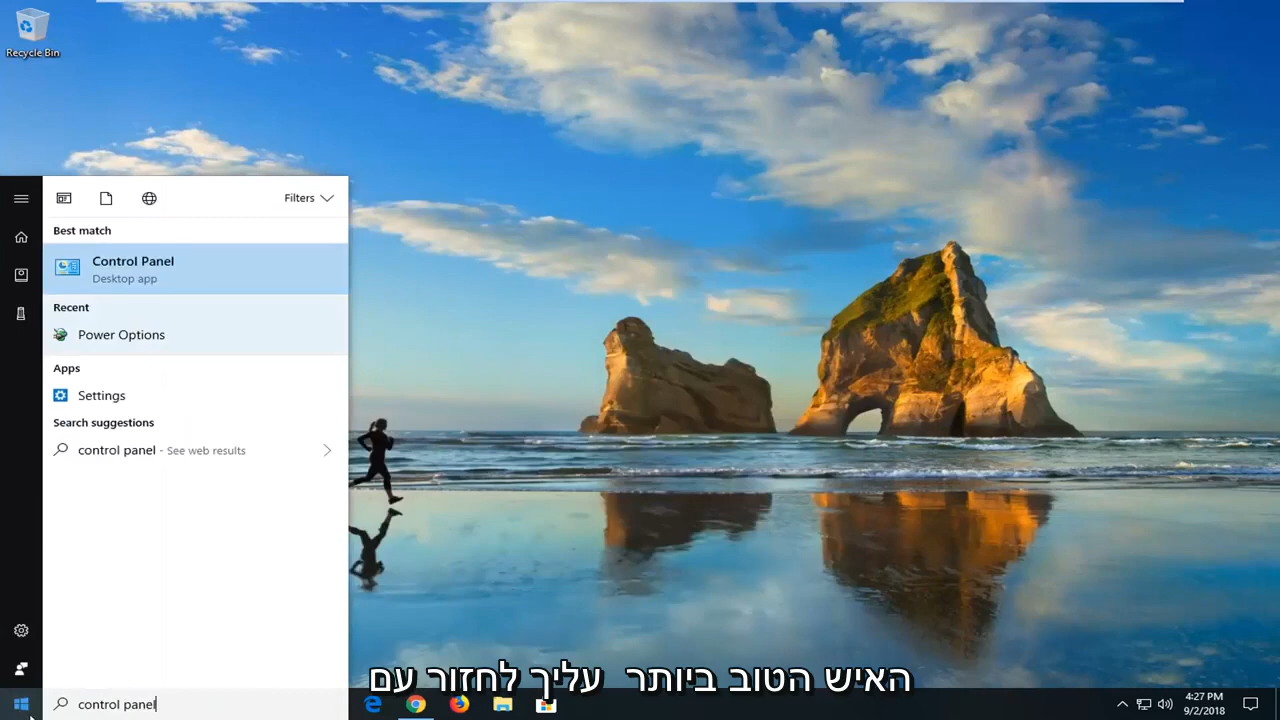 Recycle Bin
Filters
Best match
Control Panel
Desktop app
Recent
Power Options
Apps
Settings
Search suggestions
control panel - See web results
האיש הטוב ביותר עליך לחזור עם
control panel
4:27 PM
9/2/2018